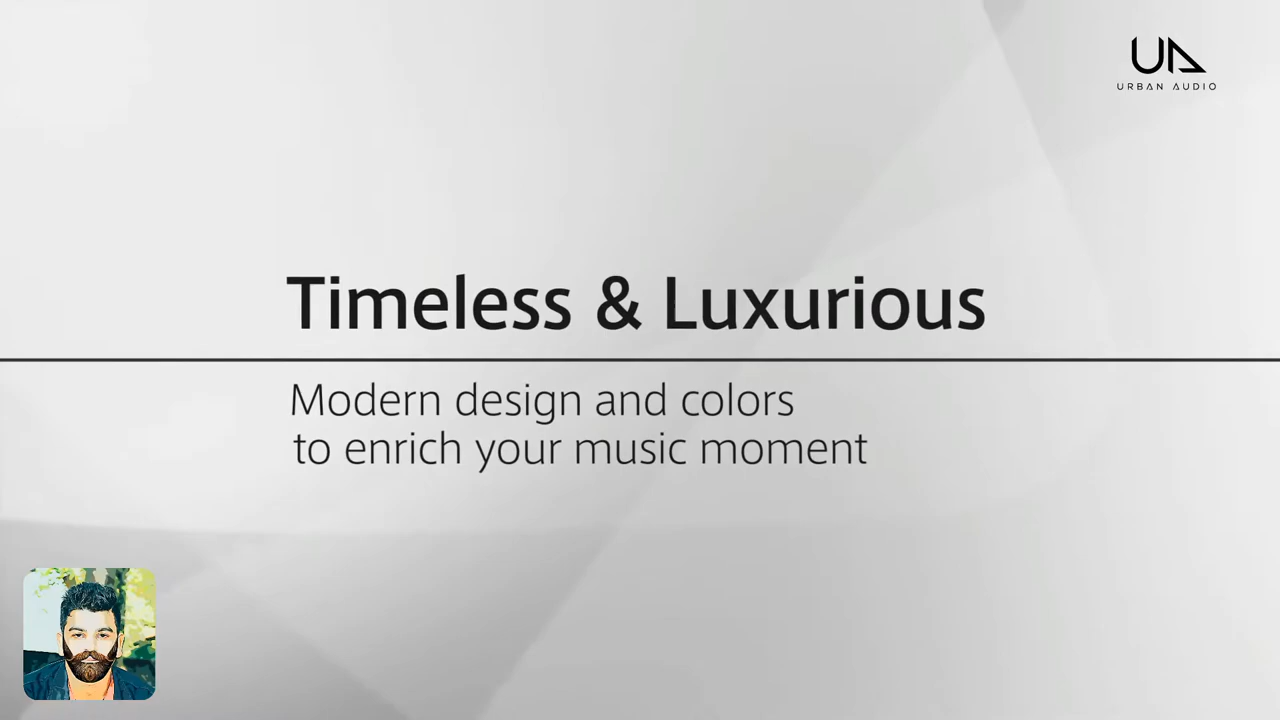 UA
URBAN AUDIO
Timeless & Luxurious
Modern design and colors
to enrich your music moment